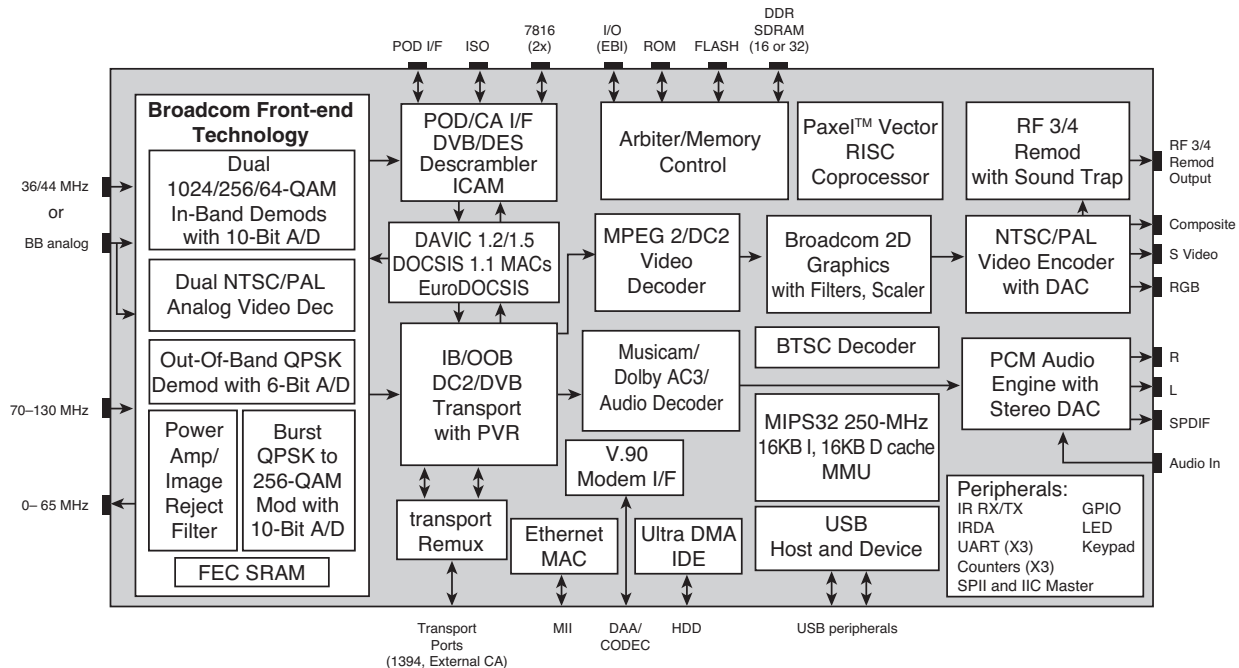 DDR
SDRAM
(16 or 32)
7816
(2x)
I/O
(EBI)
POD I/F
ISO
ROM
FLASH
Broadcom Front-end
Technology
Dual
1024/256/64-QAM
In-Band Demods
with 10-Bit A/D
Dual NTSC/PAL
Analog Video Dec
Out-Of-Band QPSK
Demod with 6-Bit A/D
Power
Amp/
Image
Reject
Filter
Burst
QPSK to
256-QAM
Mod with
10-Bit A/D
FEC SRAM
36/44 MHz
or
BB analog
70–130 MHz
0– 65 MHz
POD/CA I/F
DVB/DES
Descrambler
ICAM
DAVIC 1.2/1.5
DOCSIS 1.1 MACs
EuroDOCSIS
IB/OOB
DC2/DVB
Transport
with PVR
transport
Remux
Arbiter/Memory
Control
Paxel™ Vector
RISC
Coprocessor
RF 3/4
Remod
with Sound Trap
MPEG 2/DC2
Video
Decoder
Broadcom 2D
Graphics
with Filters, Scaler
NTSC/PAL
Video Encoder
with DAC
Musicam/
Dolby AC3/
Audio Decoder
BTSC Decoder
PCM Audio
Engine with
Stereo DAC
MIPS32 250-MHz
16KB I, 16KB D cache
MMU
V.90
Modem I/F
Ethernet
MAC
Ultra DMA
IDE
USB
Host and Device
Peripherals:
IR RX/TX
GPIO
IRDA
LED
UART (X3)
Keypad
Counters (X3)
SPII and IIC Master
RF 3/4
Remod
Output
Composite
S Video
RGB
R
L
SPDIF
Audio In
Transport
Ports
(1394, External CA)
MII
DAA/
CODEC
HDD
USB peripherals